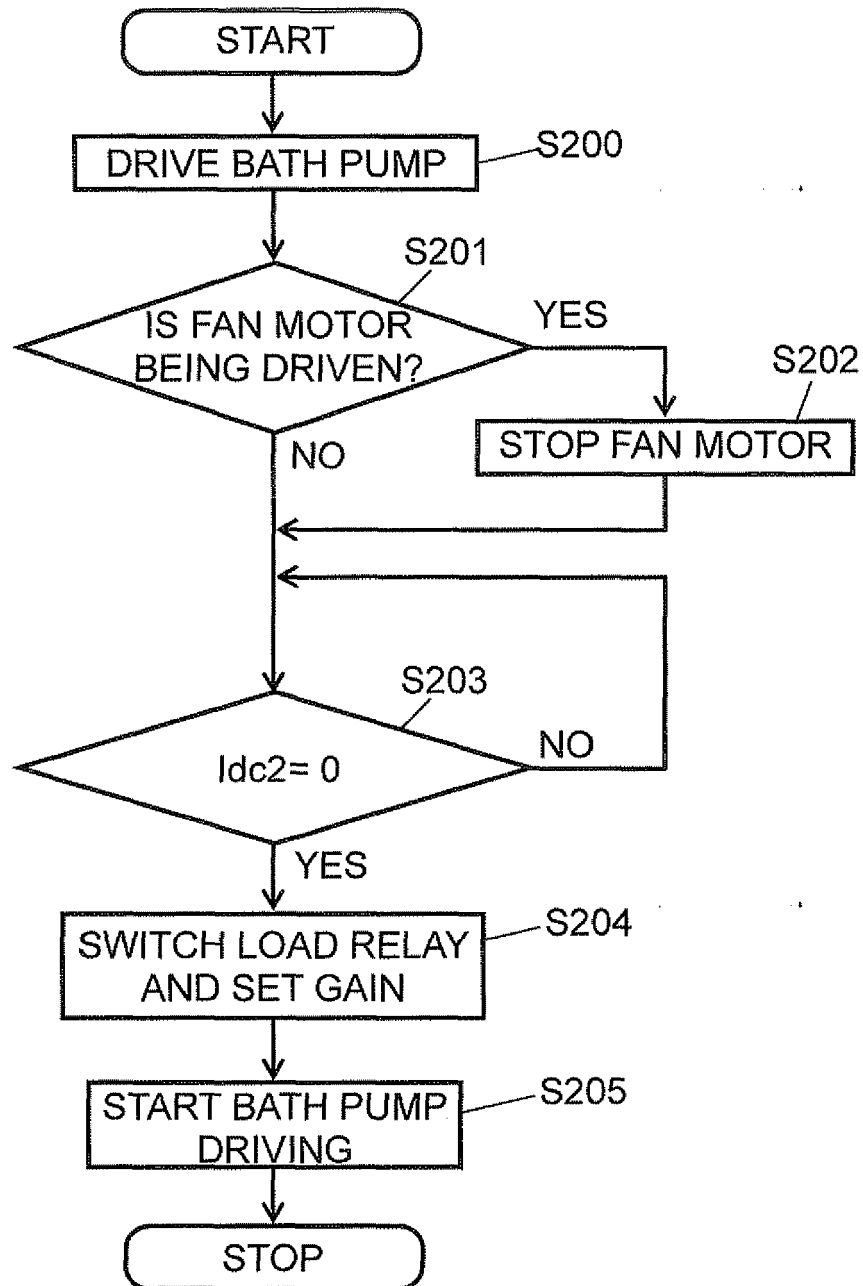 START
DRIVE BATH PUMP
S200
S201
IS FAN MOTOR
BEING DRIVEN?
YES
S202
STOP FAN MOTOR
NO
S203
Idc2= 0
NO
YES
SWITCH LOAD RELAY
AND SET GAIN
S204
START BATH PUMP
DRIVING
S205
STOP